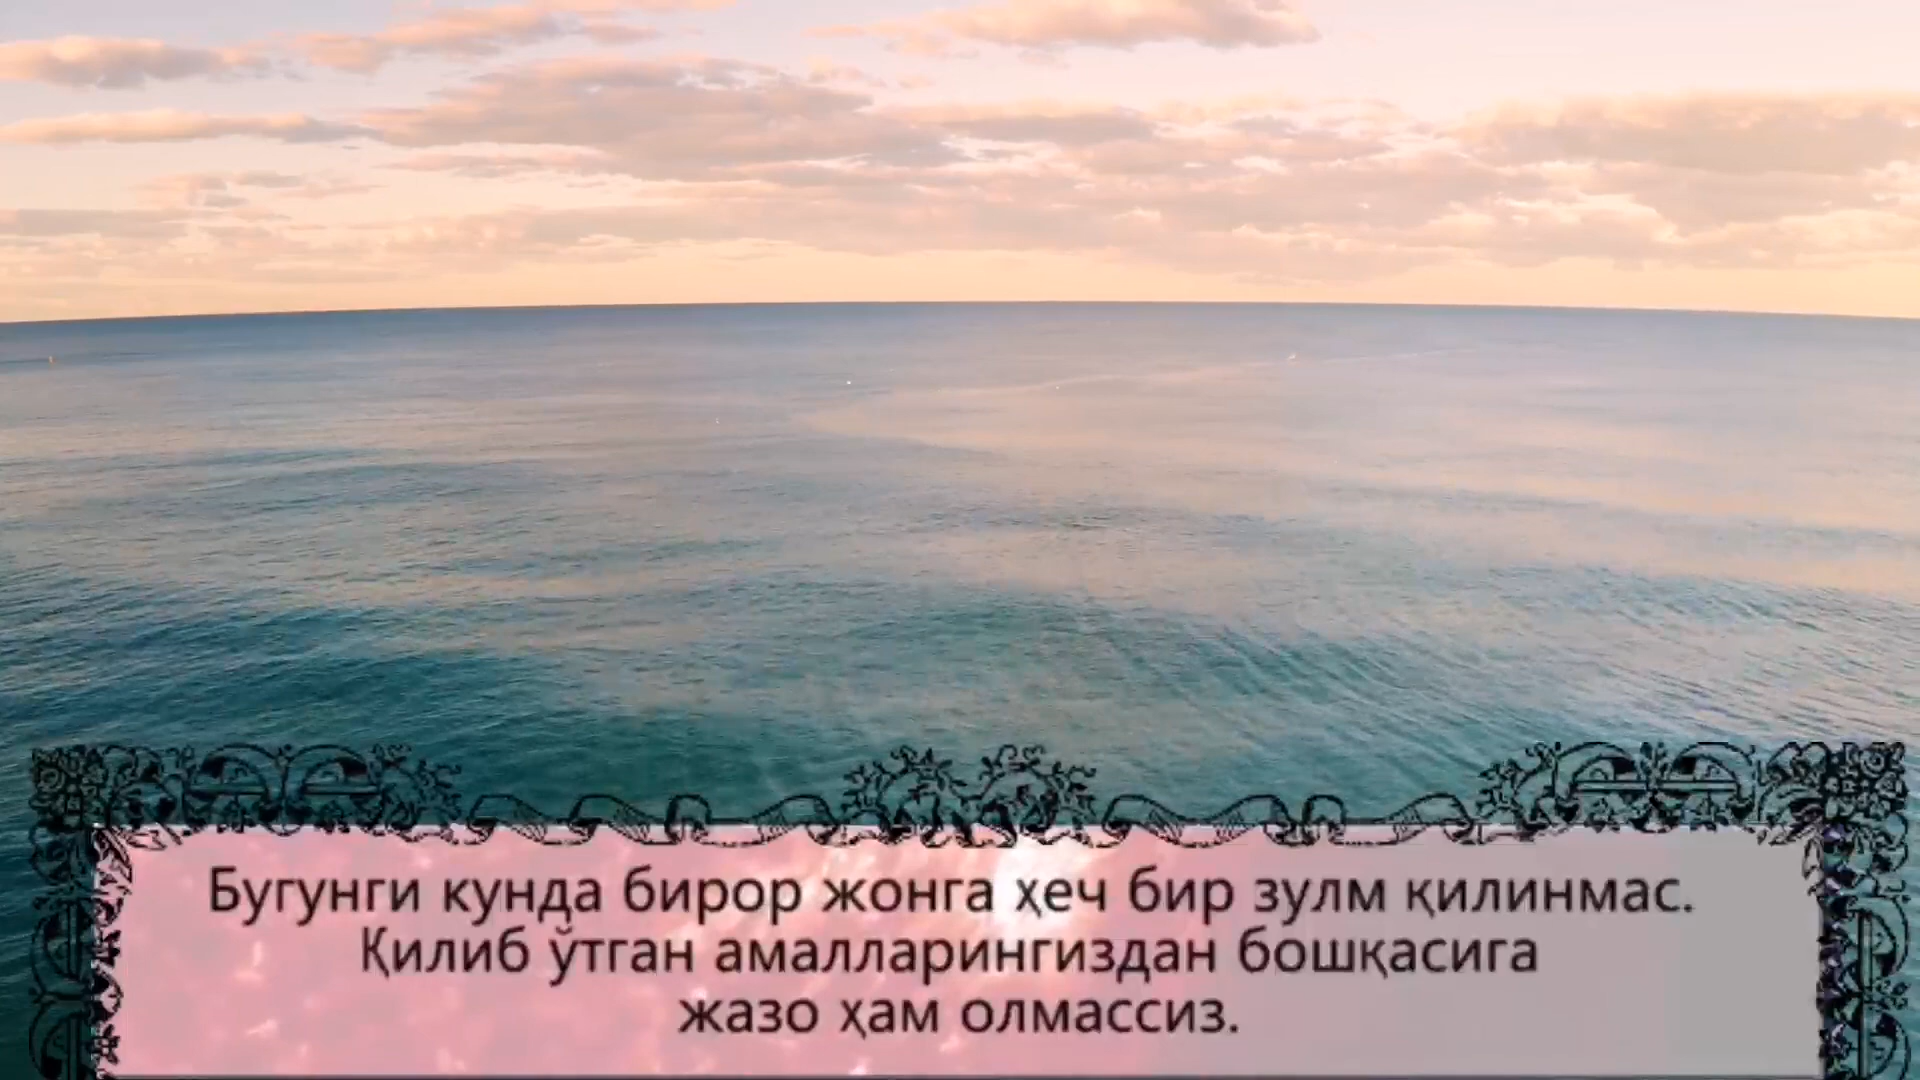 Бугунги кунда бирор жонга ҳеч бир зулм қилинмас.
Қилиб ўтган амалларингиздан бошқасига
жазо ҳам олмассиз.